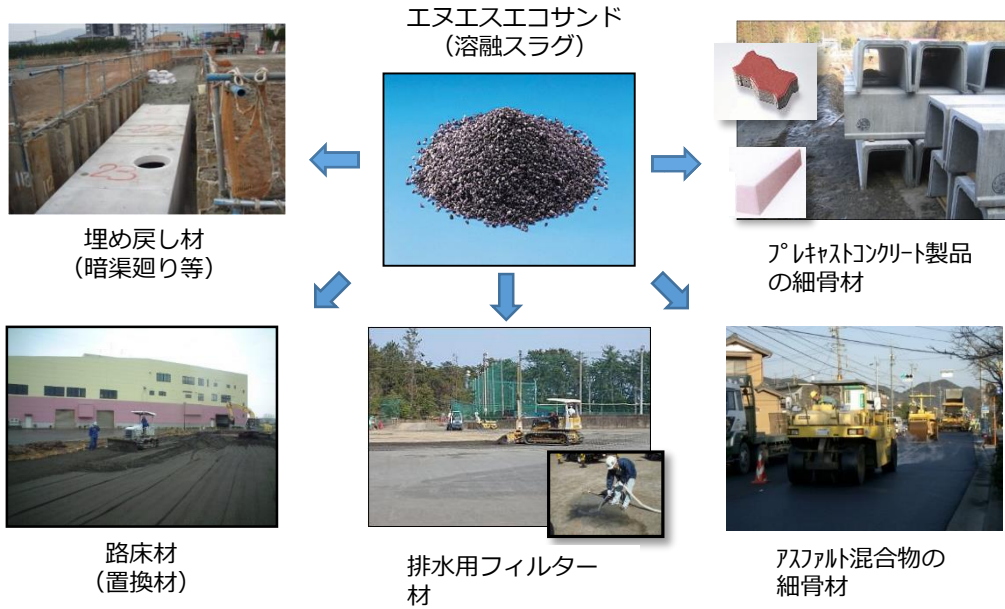 エヌエスエコサンド
（溶融スラグ）
埋め戻し材
（暗渠廻り等）
ﾌﾟﾚｷｬｽﾄｺﾝｸﾘｰﾄ製品
の細骨材
路床材
（置換材）
排水用フィルター
材
ｱｽﾌｧﾙﾄ混合物の
細骨材
23